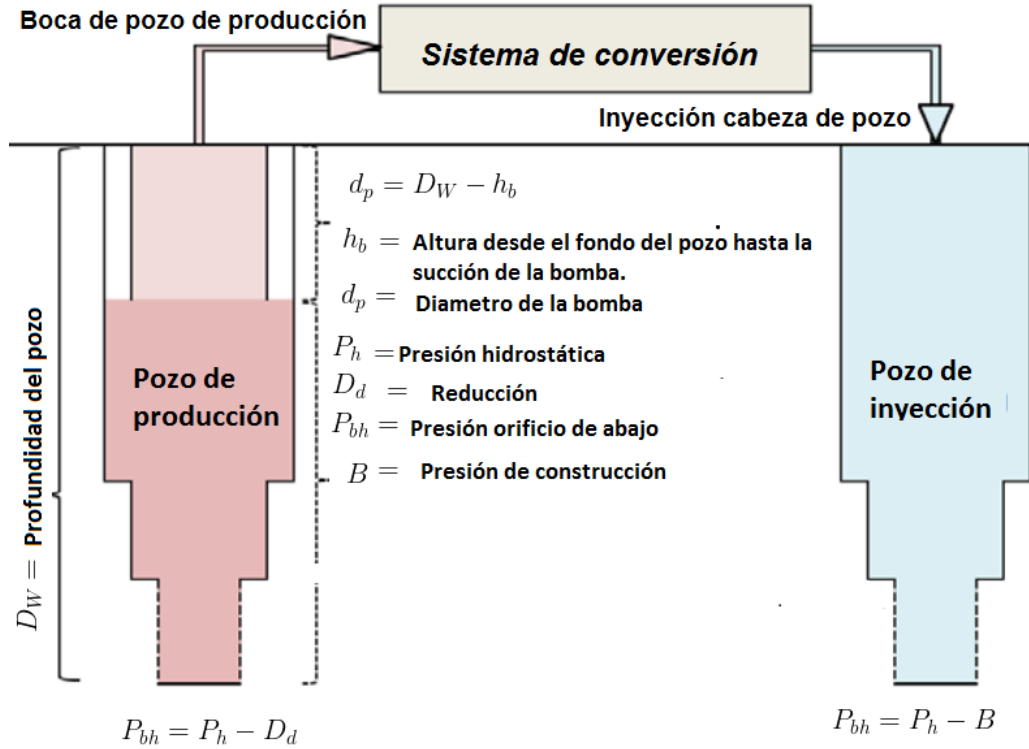 Boca de pozo de producción
Sistema de conversión
Inyección cabeza de pozo
d_p = D_W − h_b
h_b = Altura desde el fondo del pozo hasta la
succión de la bomba.
d_p = Diametro de la bomba
P_h = Presión hidrostática
D_d = Reducción
P_bh = Presión orificio de abajo
B = Presión de construcción
D_W = Profundidad del pozo
Pozo de
producción
Pozo de
inyección
P_bh = P_h − D_d
P_bh = P_h − B